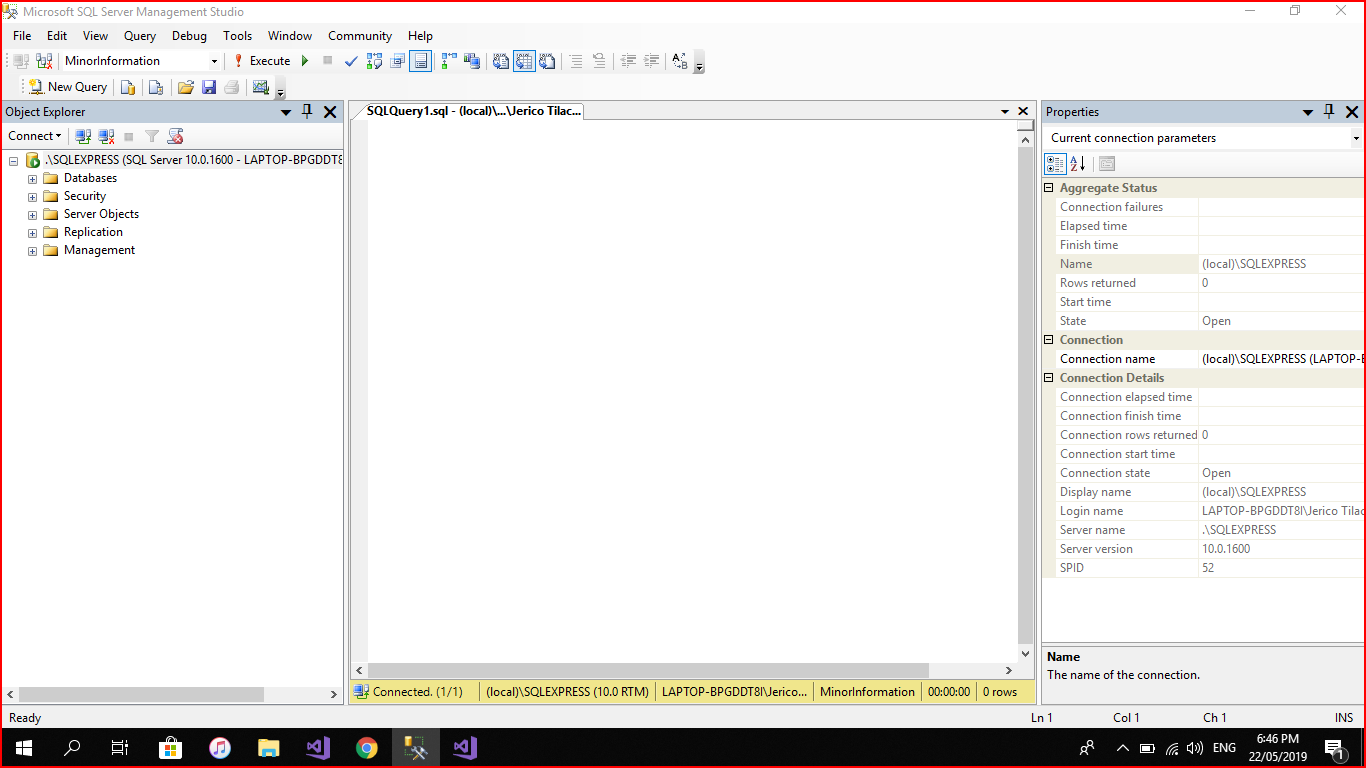 Microsoft SQL Server Management Studio
File Edit View Query Debug Tools Window Community Help
MinorInformation Execute
New Query
Object Explorer
Connect
.\SQLEXPRESS (SQL Server 10.0.1600 - LAPTOP-BPGDDT8
Databases
Security
Server Objects
Replication
Management
SQLQuery1.sql - (local)\...\Jerico Tilac...
Connected. (1/1) (local)\SQLEXPRESS (10.0 RTM) LAPTOP-BPGDDT8I\Jerico... MinorInformation 00:00:00 0 rows
Properties
Current connection parameters
Aggregate Status
Connection failures
Elapsed time
Finish time
Name (local)\SQLEXPRESS
Rows returned 0
Start time
State Open
Connection
Connection name (local)\SQLEXPRESS (LAPTOP-B
Connection Details
Connection elapsed time
Connection finish time
Connection rows returned 0
Connection start time
Connection state Open
Display name (local)\SQLEXPRESS
Login name LAPTOP-BPGDDT8I\Jerico Tilac
Server name .\SQLEXPRESS
Server version 10.0.1600
SPID 52
Name
The name of the connection.
Ready Ln 1 Col 1 Ch 1 INS
ENG 6:46 PM
22/05/2019
1